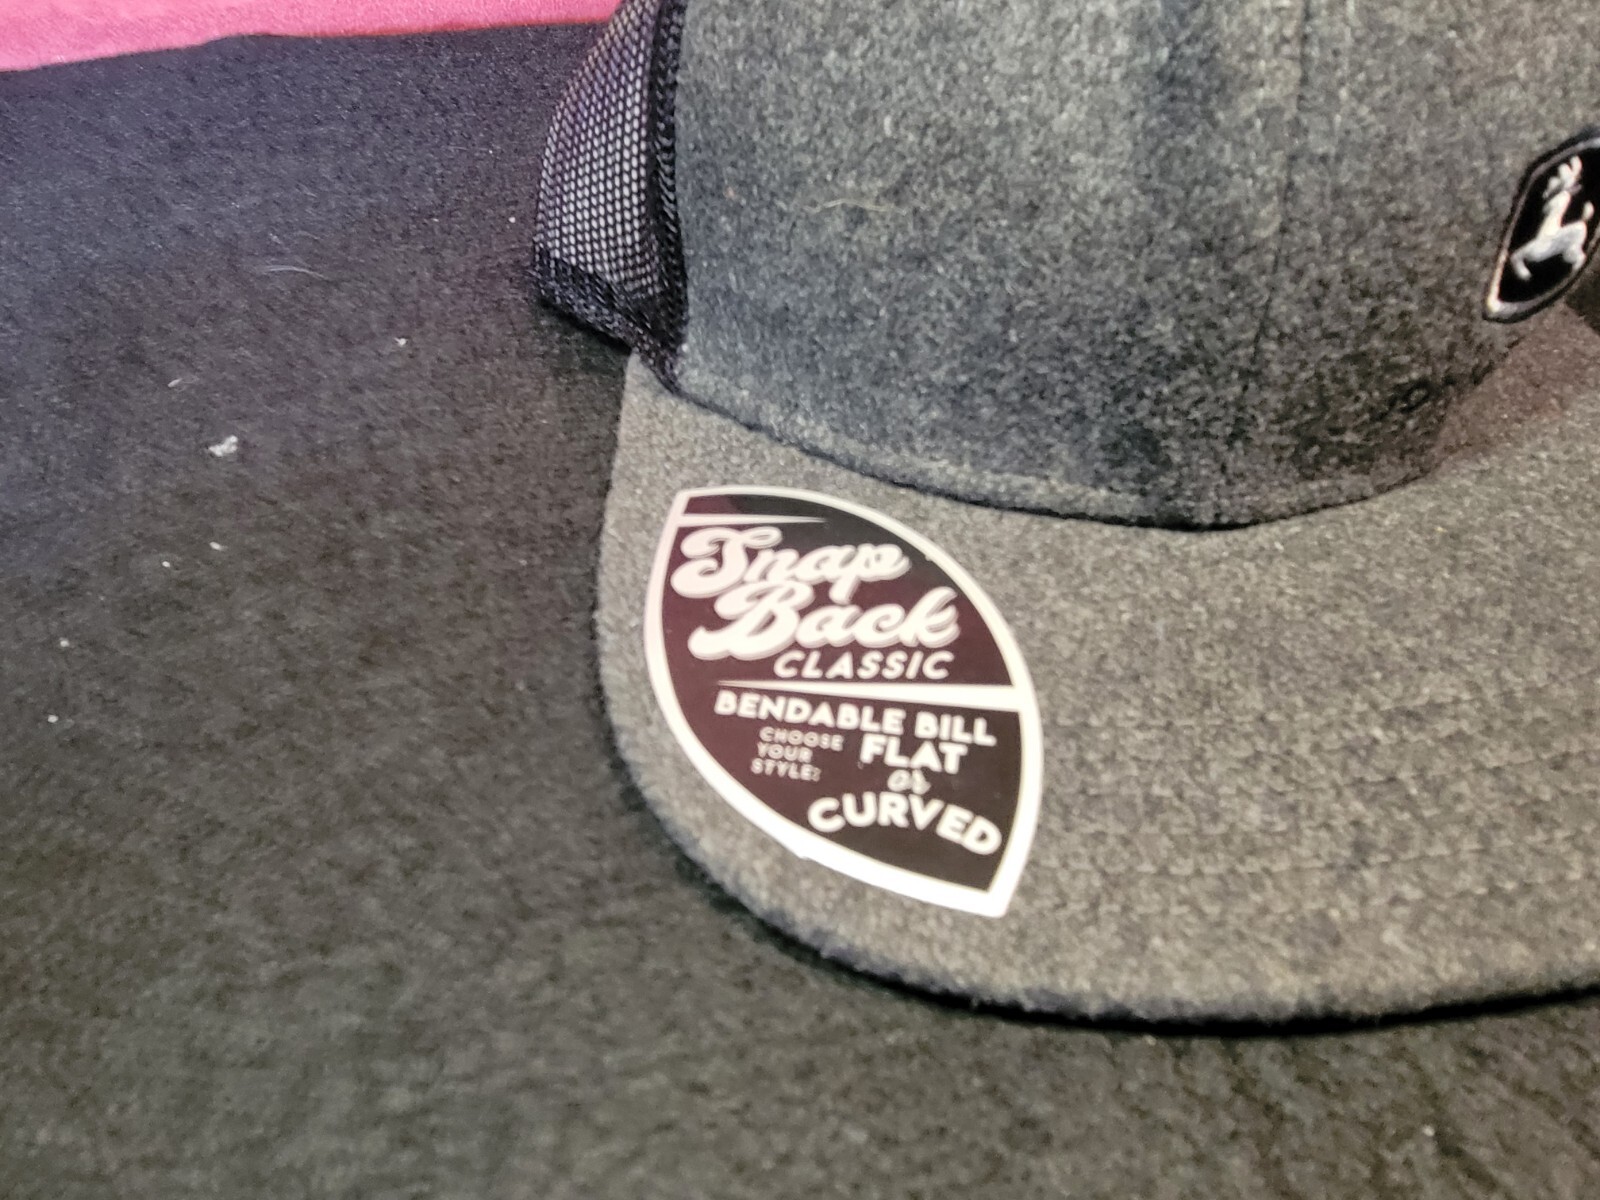 Snap
Back
CLASSIC
BENDABLE BILL
CHOOSE
YOUR
STYLE:
FLAT
or
CURVED